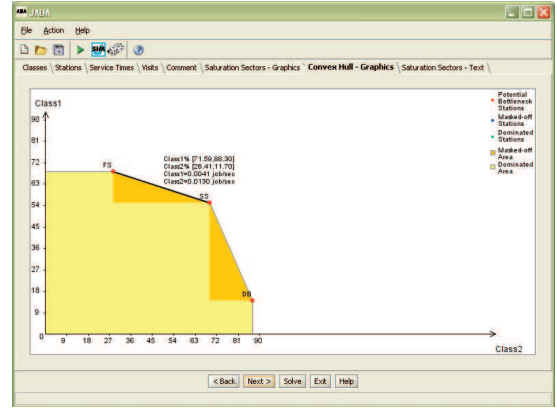 JABA
File Action Help
SIM
Classes Stations Service Times Visits Comment Saturation Sectors - Graphics Convex Hull - Graphics Saturation Sectors - Text
Class1
90
81
72
63
54
45
36
27
18
9
0
9 18 27 36 45 54 63 72 81 90
Class2
FS
Class1% [71.59,88.30]
Class2% [28.41,11.70]
Class1=0.0041 job/sec
Class2=0.0130 job/sec
SS
DB
Potential
Bottleneck
Stations
Masked-off
Stations
Dominated
Stations
Masked-off
Area
Dominated
Area
< Back Next > Solve Exit Help